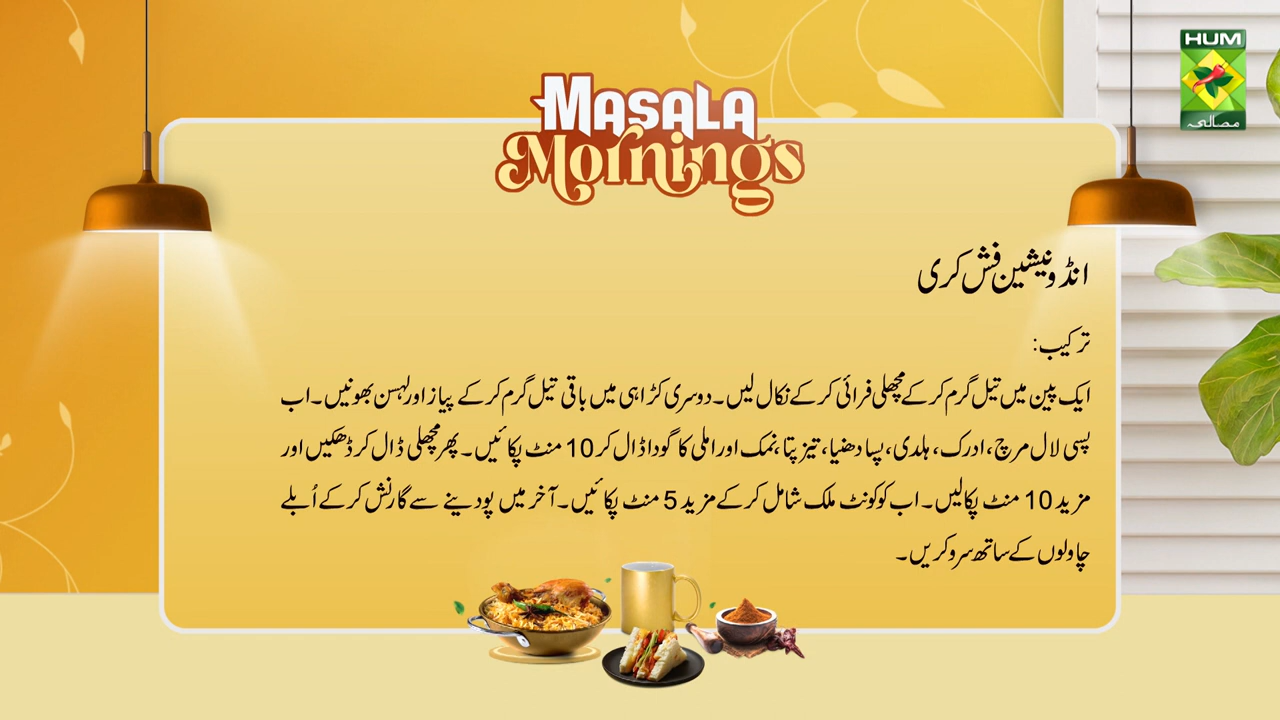 HUM
مصالحہ
MASALA
Mornings
انڈونیشین فش کری
ترکیب:
ایک پین میں تیل گرم کر کے مچھلی فرائی کر کے نکال لیں۔ دوسری کڑاہی میں باقی تیل گرم کر کے پیاز اور لہسن بھونیں۔ اب
پسی لال مرچ، ادرک، ہلدی، پسا دھنیا، تیز پتا، نمک اور املی کا گودا ڈال کر 10 منٹ پکائیں۔ پھر مچھلی ڈال کر ڈھکیں اور
مزید 10 منٹ پکالیں۔ اب کوکونٹ ملک شامل کر کے مزید 5 منٹ پکائیں۔ آخر میں پودینے سے گارنش کر کے اُبلے
چاولوں کے ساتھ سرو کریں۔